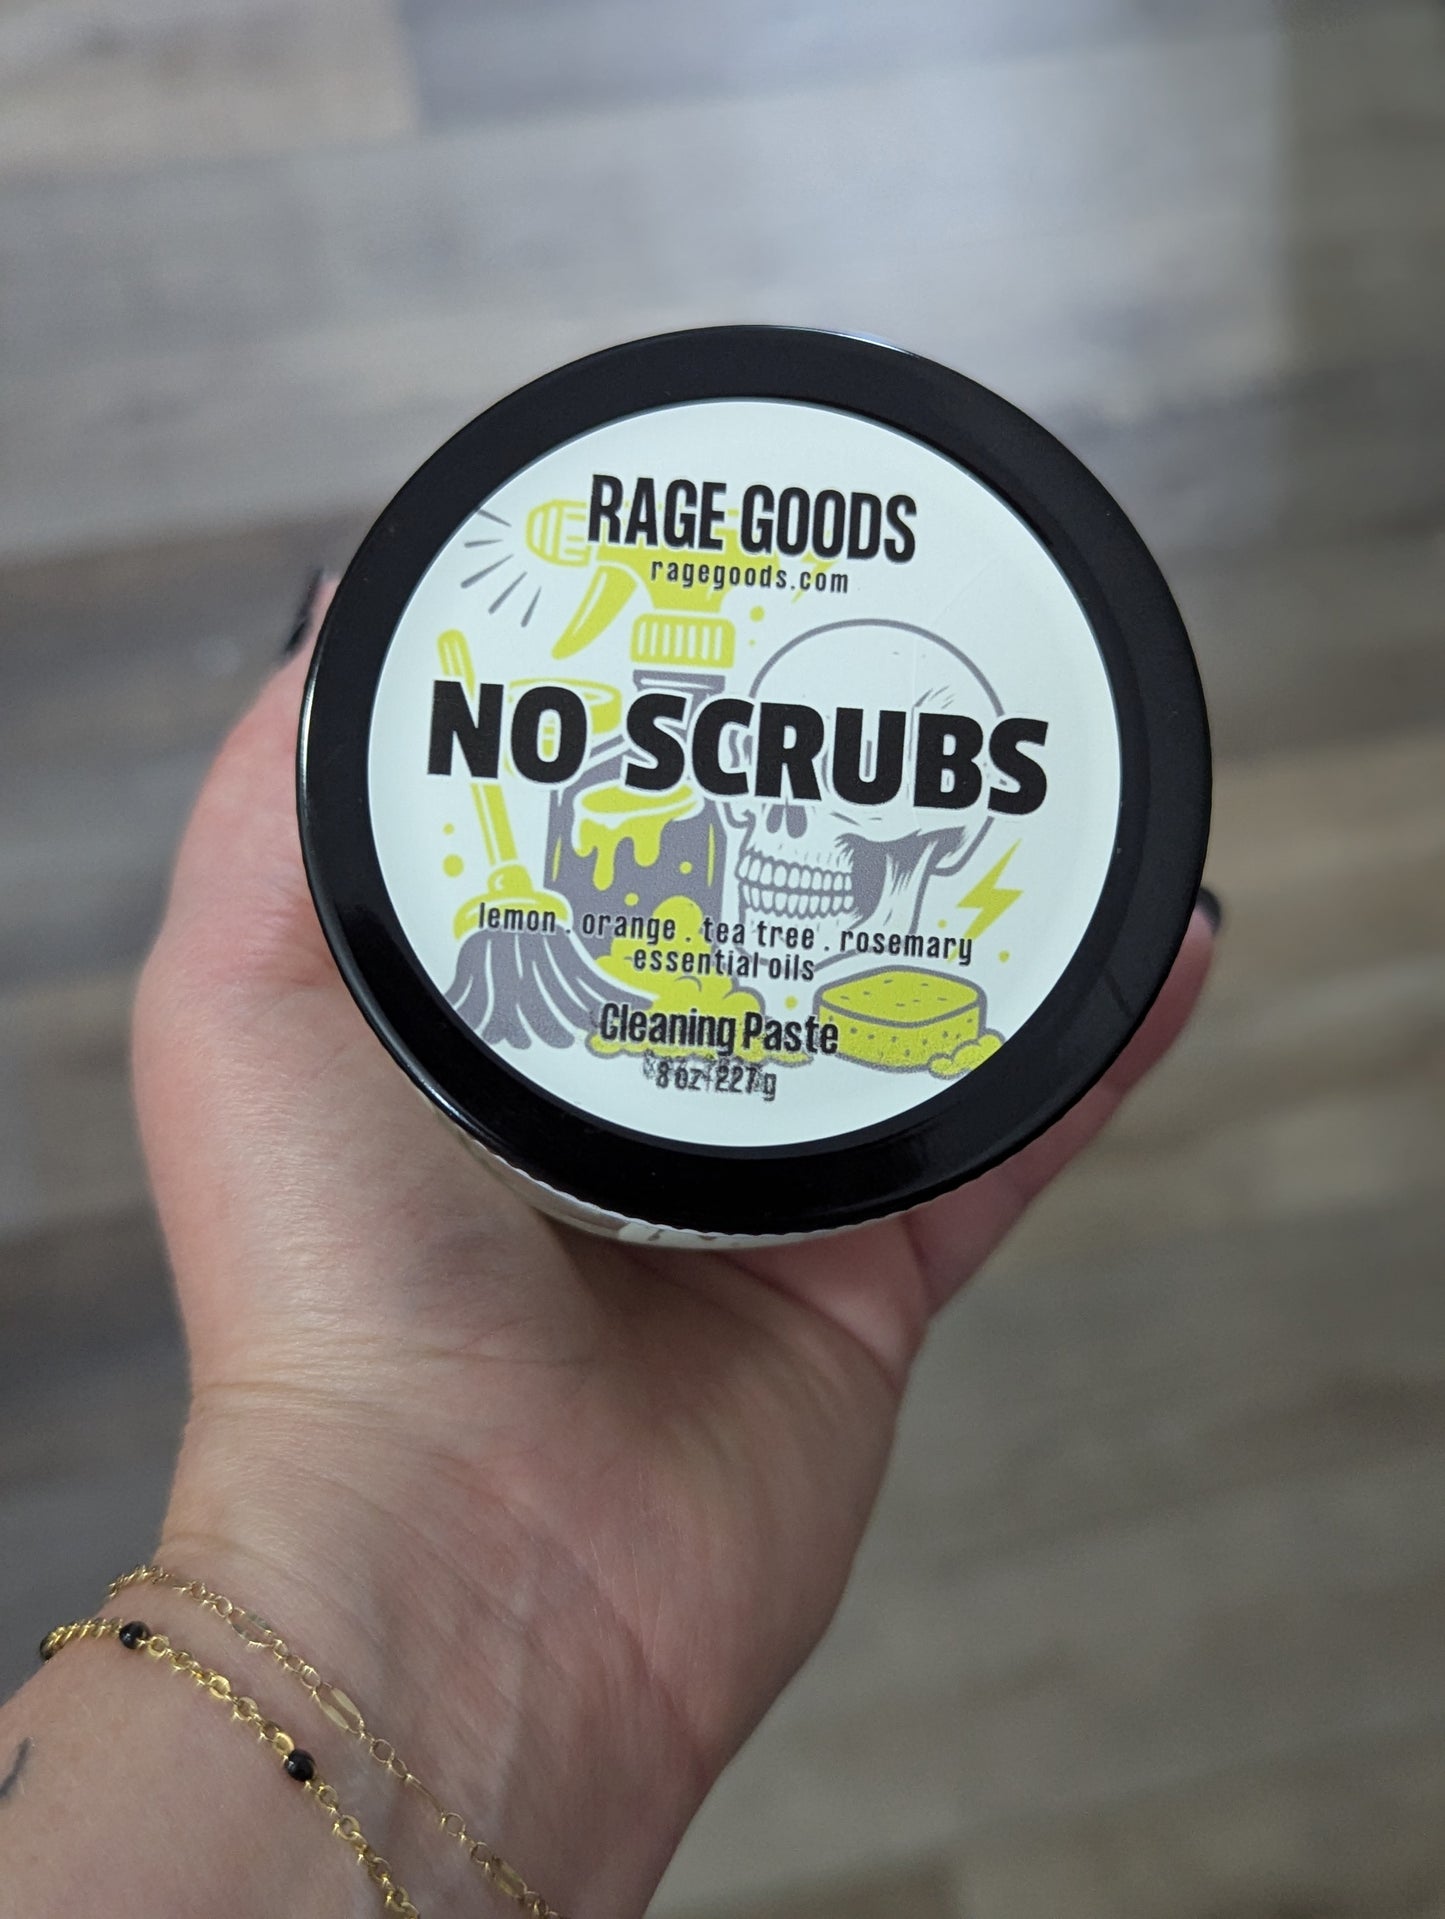 RAGE GOODS
ragegoods.com
NO SCRUBS
lemon . orange . tea tree . rosemary
essential oils
Cleaning Paste
8 oz 227 g